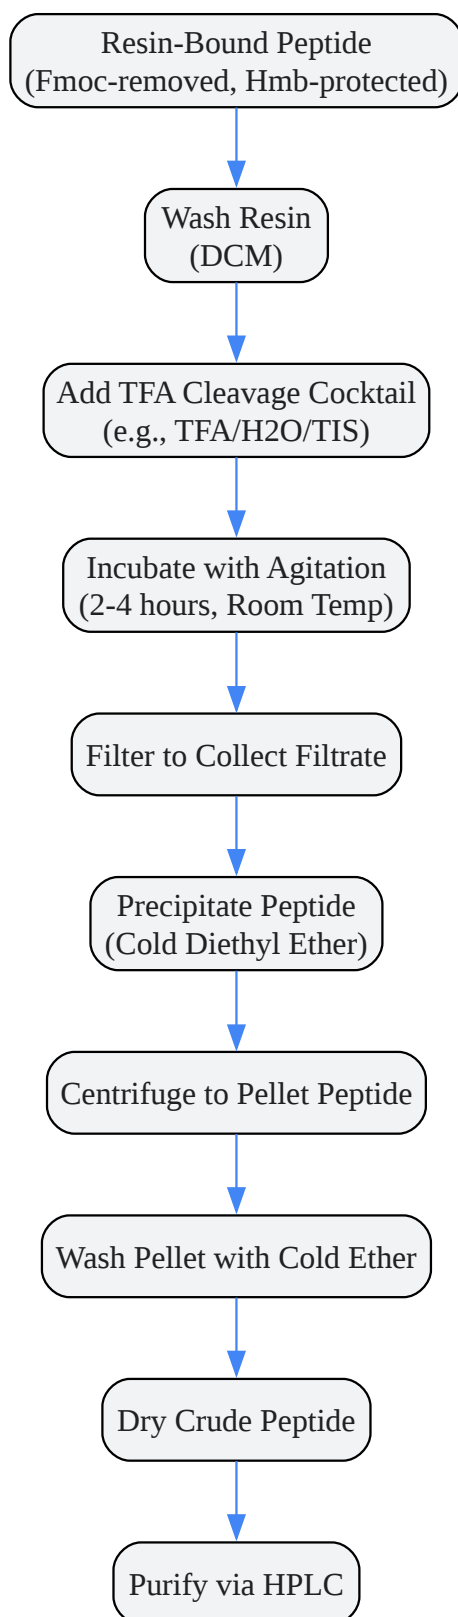 Resin-Bound Peptide
(Fmoc-removed, Hmb-protected)
Wash Resin
(DCM)
Add TFA Cleavage Cocktail
(e.g., TFA/H2O/TIS)
Incubate with Agitation
(2-4 hours, Room Temp)
Filter to Collect Filtrate
Precipitate Peptide
(Cold Diethyl Ether)
Centrifuge to Pellet Peptide
Wash Pellet with Cold Ether
Dry Crude Peptide
Purify via HPLC